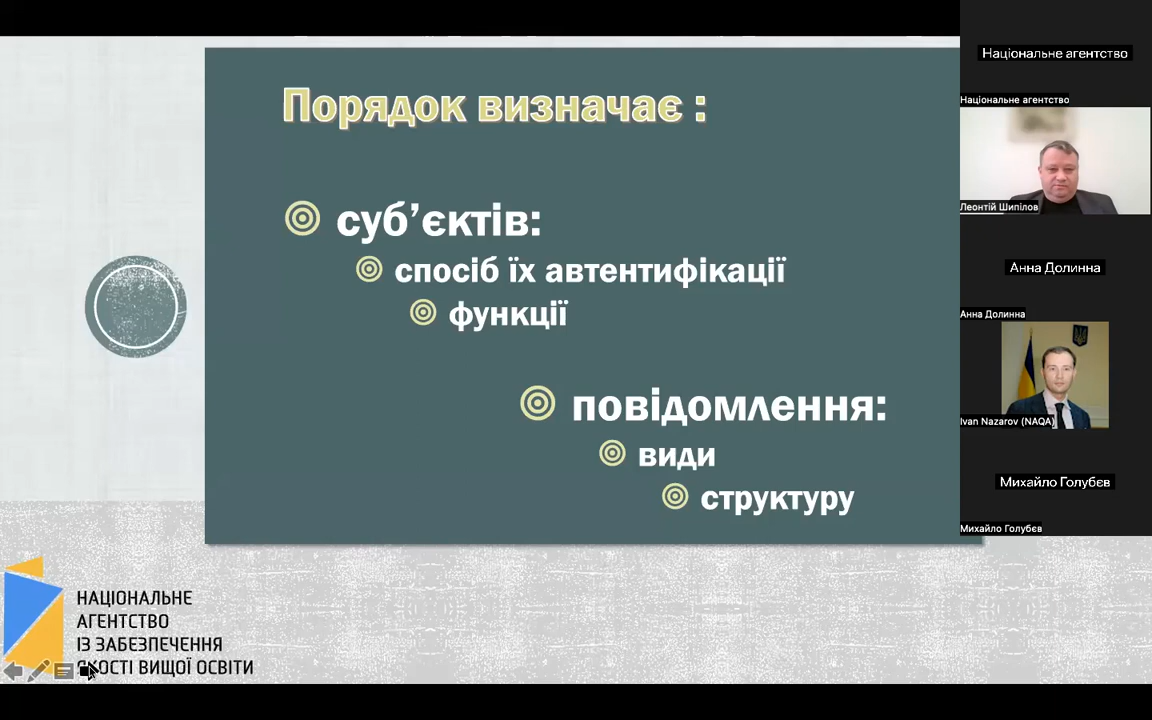 Порядок визначає :
суб’єктів:
спосіб їх автентифікації
функції
повідомлення:
види
структуру
НАЦІОНАЛЬНЕ
АГЕНТСТВО
ІЗ ЗАБЕЗПЕЧЕННЯ
ЯКОСТІ ВИЩОЇ ОСВІТИ
Національне агентство
Національне агентство
Леонтій Шипілов
Анна Долинна
Анна Долинна
Ivan Nazarov (NAQA)
Михайло Голубєв
Михайло Голубєв